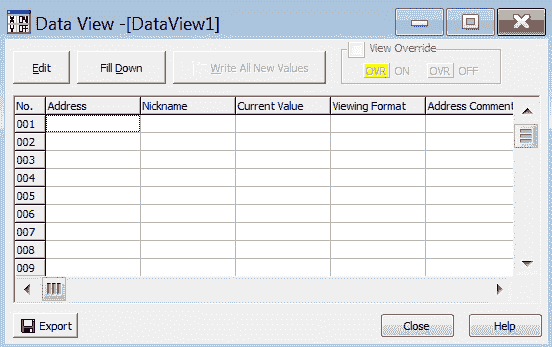 Data View -[DataView1]
Edit
Fill Down
Write All New Values
View Override
OVR ON OVR OFF
No. Address Nickname Current Value Viewing Format Address Comment
001
002
003
004
005
006
007
008
009
Export
Close
Help